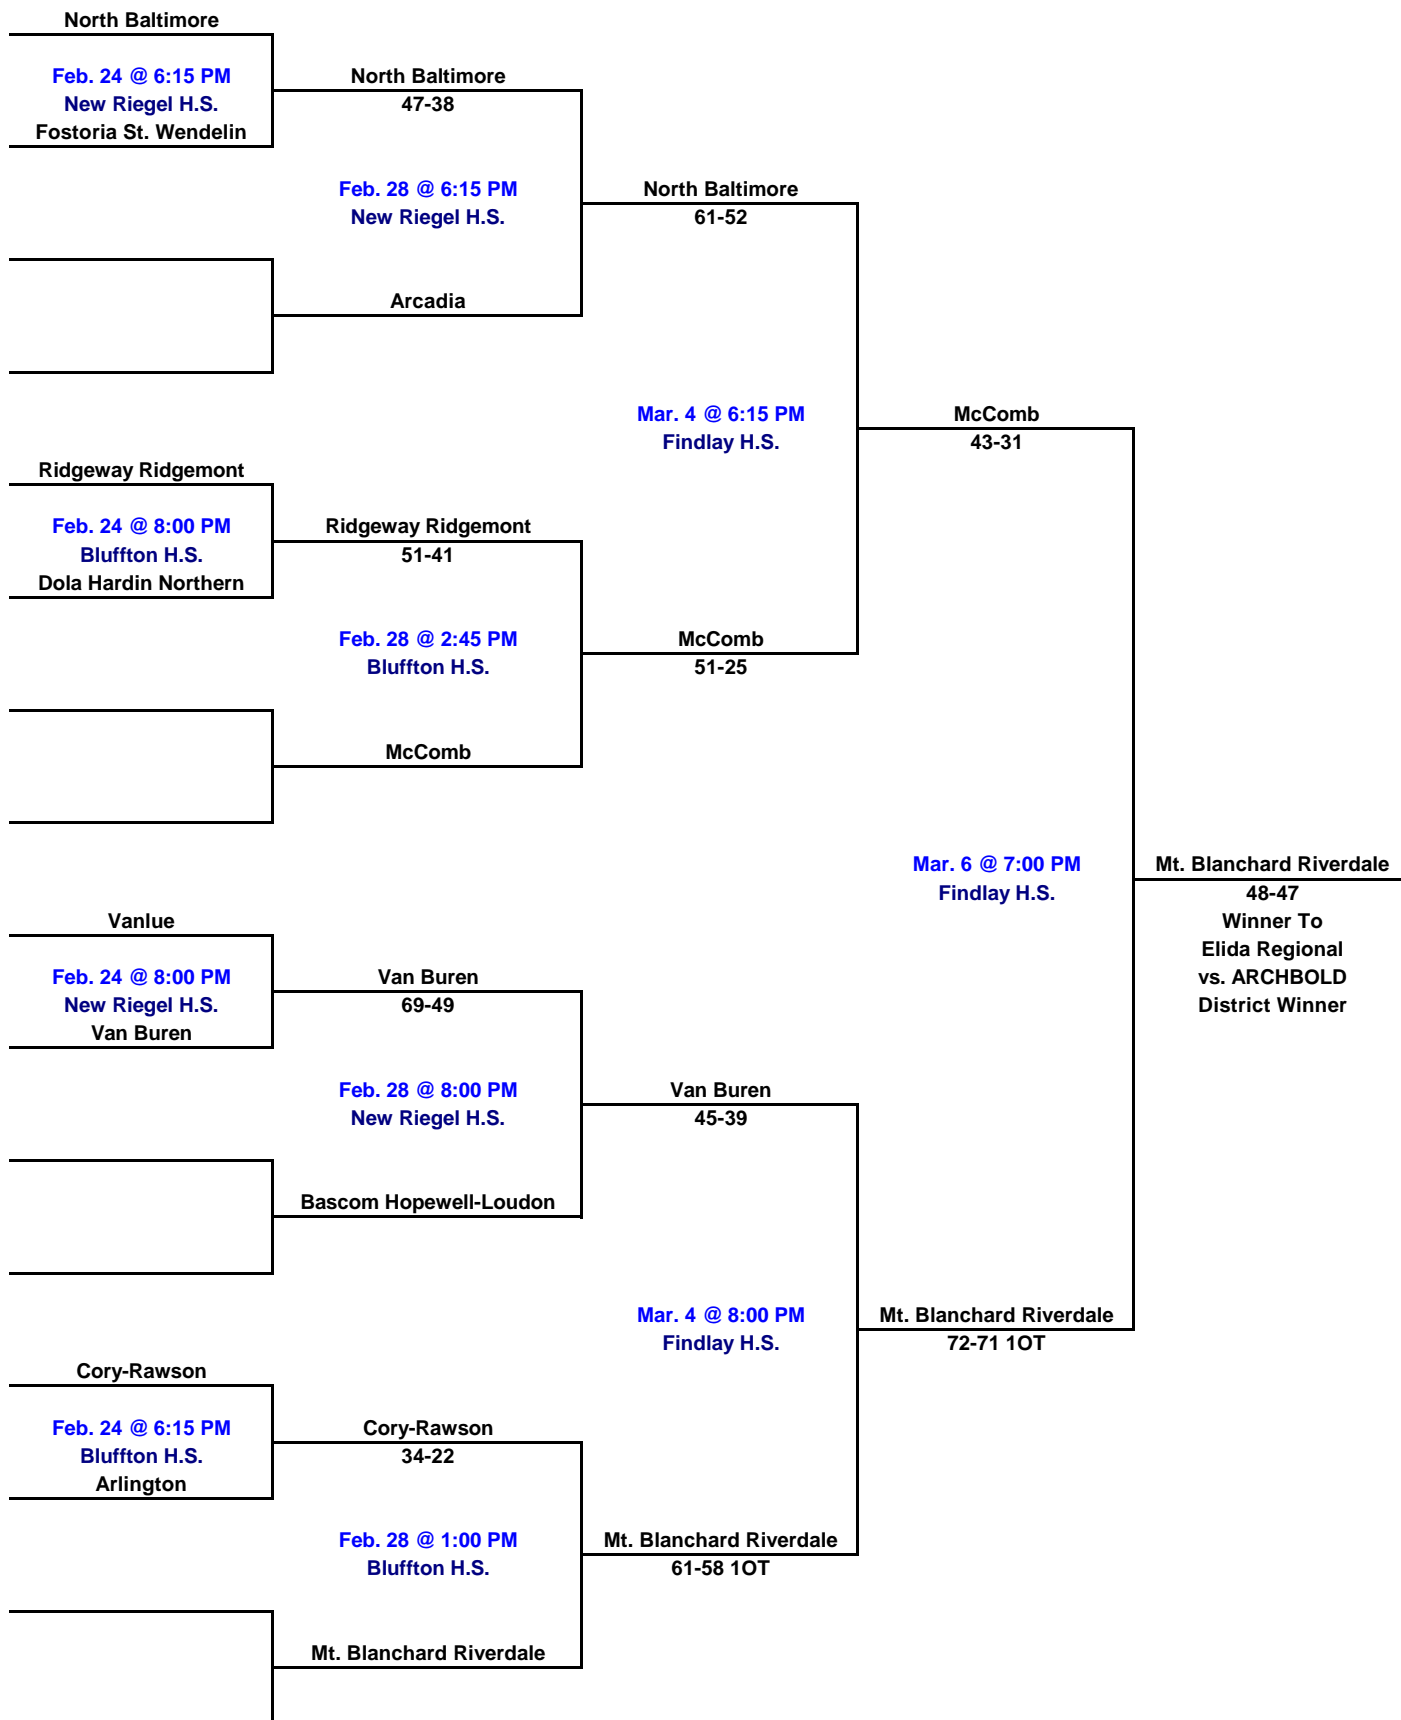 North Baltimore
Feb. 24 @ 6:15 PM
New Riegel H.S.
Fostoria St. Wendelin
North Baltimore
47-38
Feb. 28 @ 6:15 PM
New Riegel H.S.
Arcadia
North Baltimore
61-52
Mar. 4 @ 6:15 PM
Findlay H.S.
McComb
43-31
Ridgeway Ridgemont
Feb. 24 @ 8:00 PM
Bluffton H.S.
Dola Hardin Northern
Ridgeway Ridgemont
51-41
Feb. 28 @ 2:45 PM
Bluffton H.S.
McComb
McComb
51-25
Mar. 6 @ 7:00 PM
Findlay H.S.
Mt. Blanchard Riverdale
48-47
Winner To
Elida Regional
vs. ARCHBOLD
District Winner
Vanlue
Feb. 24 @ 8:00 PM
New Riegel H.S.
Van Buren
Van Buren
69-49
Feb. 28 @ 8:00 PM
New Riegel H.S.
Bascom Hopewell-Loudon
Van Buren
45-39
Mar. 4 @ 8:00 PM
Findlay H.S.
Mt. Blanchard Riverdale
72-71 1OT
Cory-Rawson
Feb. 24 @ 6:15 PM
Bluffton H.S.
Arlington
Cory-Rawson
34-22
Feb. 28 @ 1:00 PM
Bluffton H.S.
Mt. Blanchard Riverdale
Mt. Blanchard Riverdale
61-58 1OT